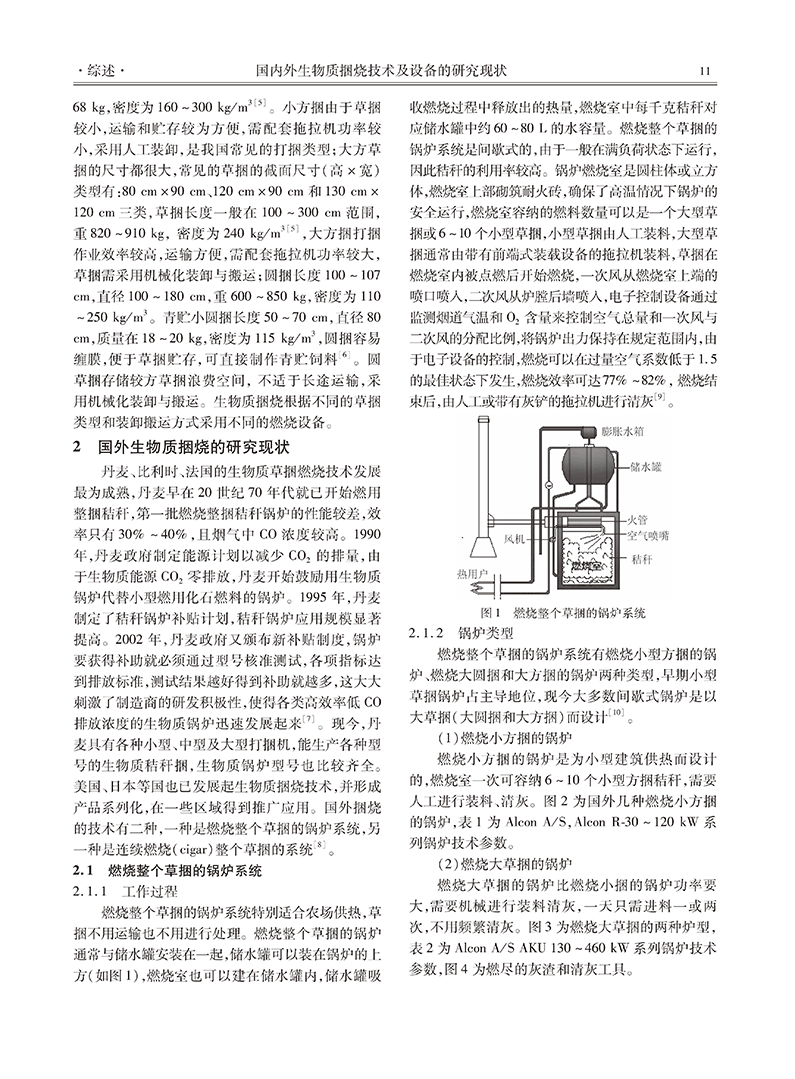 ·综述·
国内外生物质捆烧技术及设备的研究现状
11
68 kg,密度为 160 ~ 300 kg/m³[5]。小方捆由于草捆
较小,运输和贮存较为方便,需配套拖拉机功率较
小,采用人工装卸,是我国常见的打捆类型;大方草
捆的尺寸都很大,常见的草捆的截面尺寸(高×宽)
类型有:80 cm×90 cm、120 cm×90 cm 和 130 cm×
120 cm 三类,草捆长度一般在 100 ~ 300 cm 范围,
重 820 ~ 910 kg, 密度为 240 kg/m³[5],大方捆打捆
作业效率较高,运输方便,需配套拖拉机功率较大,
草捆需采用机械化装卸与搬运;圆捆长度 100 ~ 107
cm,直径 100 ~ 180 cm,重 600 ~ 850 kg,密度为 110
~ 250 kg/m³。青贮小圆捆长度 50 ~ 70 cm,直径 80
cm,质量在 18 ~ 20 kg,密度为 115 kg/m³,圆捆容易
缠膜,便于草捆贮存,可直接制作青贮饲料[6]。圆
草捆存储较方草捆浪费空间, 不适于长途运输,采
用机械化装卸与搬运。生物质捆烧根据不同的草捆
类型和装卸搬运方式采用不同的燃烧设备。
2 国外生物质捆烧的研究现状
丹麦、比利时、法国的生物质草捆燃烧技术发展
最为成熟,丹麦早在 20 世纪 70 年代就已开始燃用
整捆秸秆,第一批燃烧整捆秸秆锅炉的性能较差,效
率只有 30% ~ 40%,且烟气中 CO 浓度较高。1990
年,丹麦政府制定能源计划以减少 CO₂ 的排量,由
于生物质能源 CO₂ 零排放,丹麦开始鼓励用生物质
锅炉代替小型燃用化石燃料的锅炉。1995 年,丹麦
制定了秸秆锅炉补贴计划,秸秆锅炉应用规模显著
提高。2002 年,丹麦政府又颁布新补贴制度,锅炉
要获得补助就必须通过型号核准测试,各项指标达
到排放标准,测试结果越好得到补助就越多,这大大
刺激了制造商的研发积极性,使得各类高效率低 CO
排放浓度的生物质锅炉迅速发展起来[7]。现今,丹
麦具有各种小型、中型及大型打捆机,能生产各种型
号的生物质秸秆捆,生物质锅炉型号也比较齐全。
美国、日本等国也已发展起生物质捆烧技术,并形成
产品系列化,在一些区域得到推广应用。国外捆烧
的技术有二种,一种是燃烧整个草捆的锅炉系统,另
一种是连续燃烧(cigar)整个草捆的系统[8]。
2.1 燃烧整个草捆的锅炉系统
2.1.1 工作过程
燃烧整个草捆的锅炉系统特别适合农场供热,草
捆不用运输也不用进行处理。燃烧整个草捆的锅炉
通常与储水罐安装在一起,储水罐可以装在锅炉的上
方(如图 1),燃烧室也可以建在储水罐内,储水罐吸
收燃烧过程中释放出的热量,燃烧室中每千克秸秆对
应储水罐中约 60 ~ 80 L 的水容量。燃烧整个草捆的
锅炉系统是间歇式的,由于一般在满负荷状态下运行,
因此秸秆的利用率较高。锅炉燃烧室是圆柱体或立方
体,燃烧室上部砌筑耐火砖,确保了高温情况下锅炉的
安全运行,燃烧室容纳的燃料数量可以是一个大型草
捆或 6 ~ 10 个小型草捆,小型草捆由人工装料,大型草
捆通常由带有前端式装载设备的拖拉机装料,草捆在
燃烧室内被点燃后开始燃烧,一次风从燃烧室上端的
喷口喷入,二次风从炉膛后墙喷入,电子控制设备通过
监测烟道气温和 O₂ 含量来控制空气总量和一次风与
二次风的分配比例,将锅炉出力保持在规定范围内,由
于电子设备的控制,燃烧可以在过量空气系数低于 1.5
的最佳状态下发生,燃烧效率可达77% ~82%, 燃烧结
束后,由人工或带有灰铲的拖拉机进行清灰[9]。
膨胀水箱
储水罐
火管
空气喷嘴
风机
秸秆
燃烧室
热用户
图 1 燃烧整个草捆的锅炉系统
2.1.2 锅炉类型
燃烧整个草捆的锅炉系统有燃烧小型方捆的锅
炉、燃烧大圆捆和大方捆的锅炉两种类型,早期小型
草捆锅炉占主导地位,现今大多数间歇式锅炉是以
大草捆(大圆捆和大方捆)而设计[10]。
(1)燃烧小方捆的锅炉
燃烧小方捆的锅炉是为小型建筑供热而设计
的,燃烧室一次可容纳 6 ~ 10 个小型方捆秸秆,需要
人工进行装料、清灰。图 2 为国外几种燃烧小方捆
的锅炉,表 1 为 Alcon A/S,Alcon R-30 ~ 120 kW 系
列锅炉技术参数。
(2)燃烧大草捆的锅炉
燃烧大草捆的锅炉比燃烧小捆的锅炉功率要
大,需要机械进行装料清灰,一天只需进料一或两
次,不用频繁清灰。图 3 为燃烧大草捆的两种炉型,
表 2 为 Alcon A/S AKU 130 ~ 460 kW 系列锅炉技术
参数,图 4 为燃尽的灰渣和清灰工具。